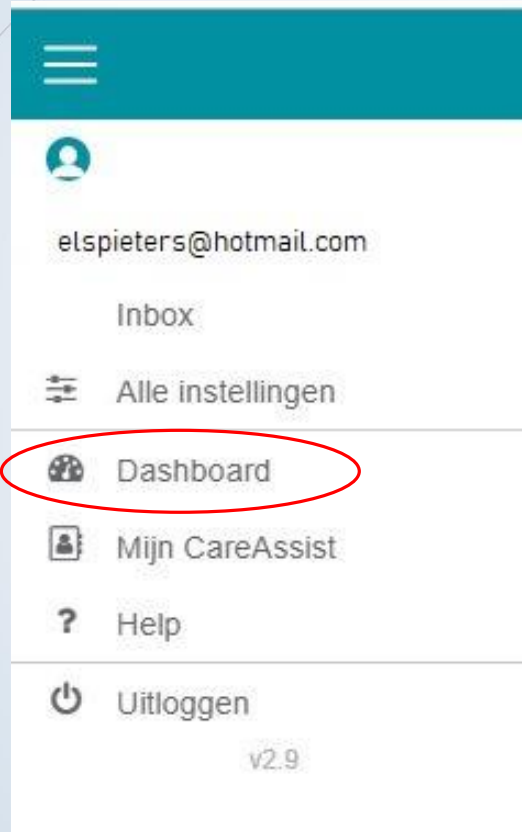 elspieters@hotmail.com
Inbox
Alle instellingen
Dashboard
Mijn CareAssist
? Help
Uitloggen
v2.9